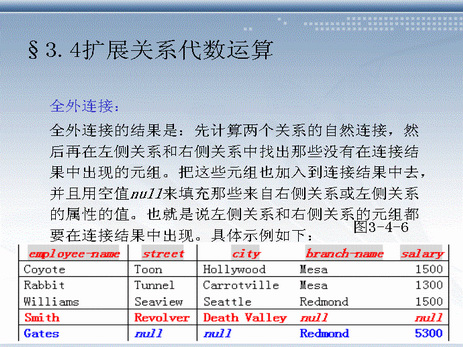 §3.4扩展关系代数运算
全外连接：
全外连接的结果是：先计算两个关系的自然连接，然
后再在左侧关系和右侧关系中找出那些没有在连接结
果中出现的元组。把这些元组也加入到连接结果中去，
并且用空值null来填充那些来自右侧关系或左侧关系
的属性的值。也就是说左侧关系和右侧关系的元组都
要在连接结果中出现。具体示例如下：
图3-4-6
employee-name street city branch-name salary
Coyote Toon Hollywood Mesa 1500
Rabbit Tunnel Carrotville Mesa 1300
Williams Seaview Seattle Redmond 1500
Smith Revolver Death Valley null null
Gates null null Redmond 5300